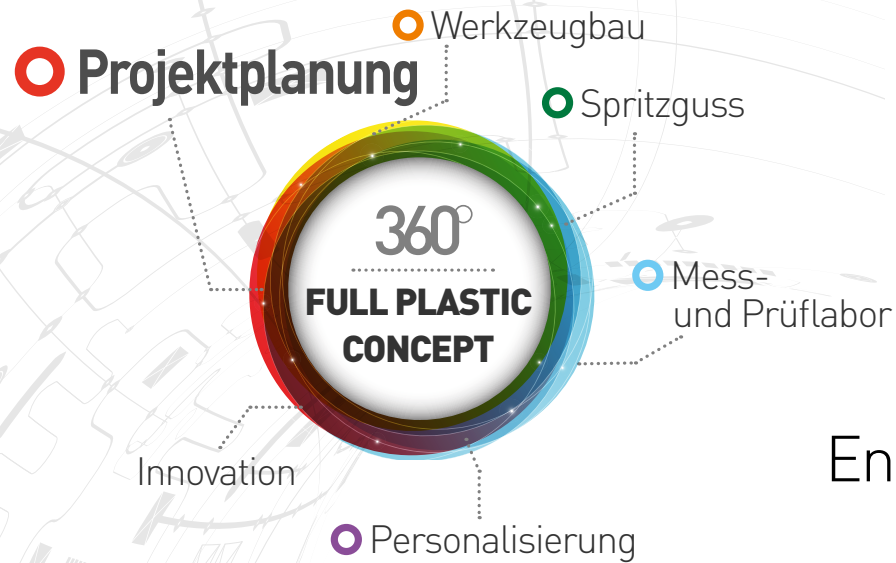 Werkzeugbau
Projektplanung
Spritzguss
360°
FULL PLASTIC
CONCEPT
Mess-
und Prüflabor
Innovation
En
Personalisierung